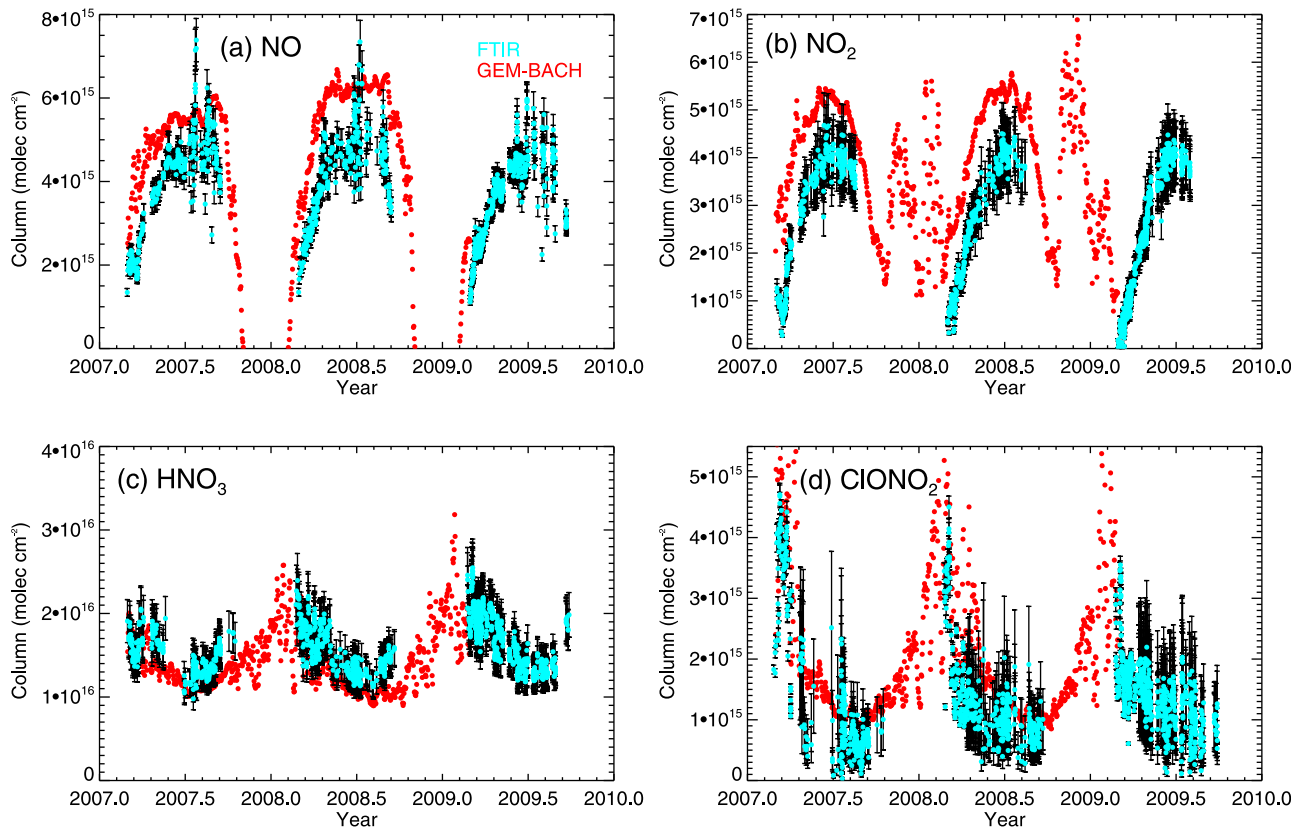 (a) NO
FTIR
GEM-BACH
Column (molec cm⁻²)
8•10¹⁵
6•10¹⁵
4•10¹⁵
2•10¹⁵
0
2007.0 2007.5 2008.0 2008.5 2009.0 2009.5 2010.0
Year
(b) NO₂
Column (molec cm⁻²)
7•10¹⁵
6•10¹⁵
5•10¹⁵
4•10¹⁵
3•10¹⁵
2•10¹⁵
1•10¹⁵
0
2007.0 2007.5 2008.0 2008.5 2009.0 2009.5 2010.0
Year
(c) HNO₃
Column (molec cm⁻²)
4•10¹⁶
3•10¹⁶
2•10¹⁶
1•10¹⁶
0
2007.0 2007.5 2008.0 2008.5 2009.0 2009.5 2010.0
Year
(d) ClONO₂
Column (molec cm⁻²)
5•10¹⁵
4•10¹⁵
3•10¹⁵
2•10¹⁵
1•10¹⁵
0
2007.0 2007.5 2008.0 2008.5 2009.0 2009.5 2010.0
Year